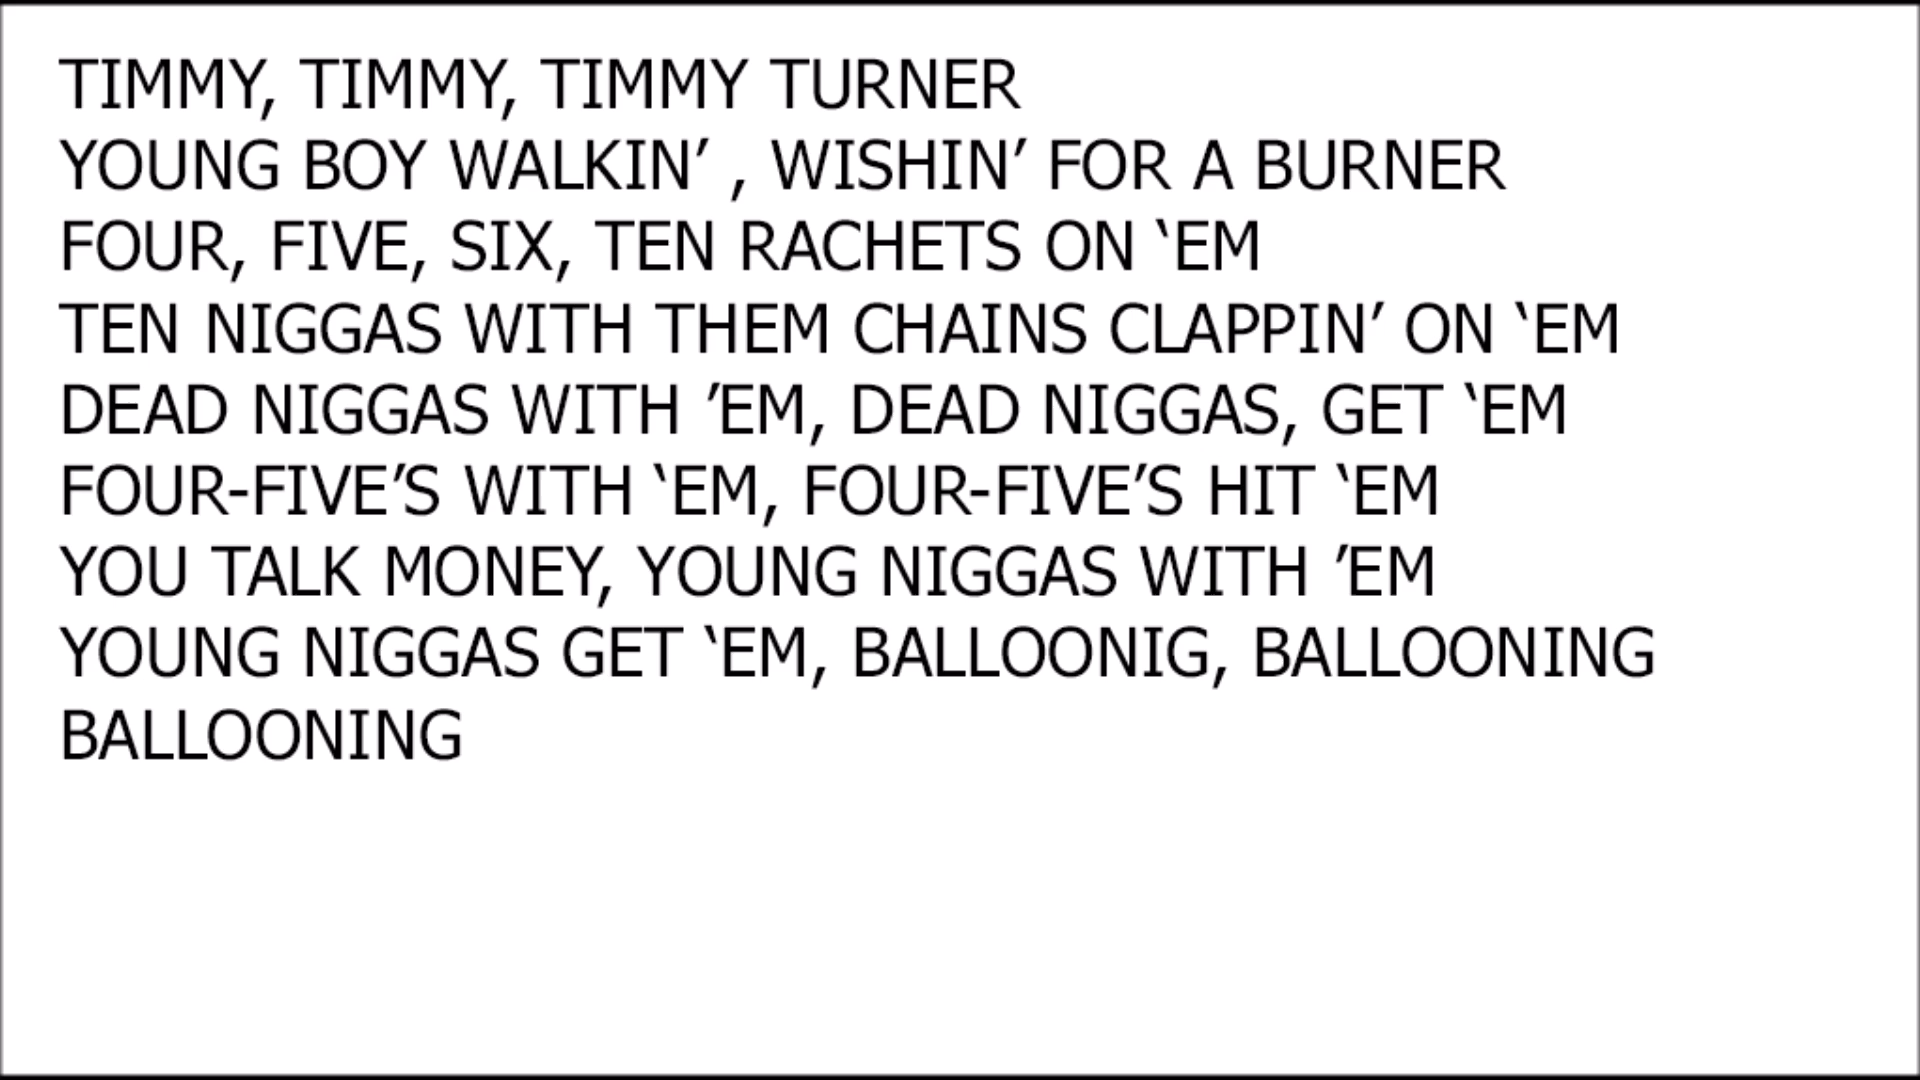 TIMMY, TIMMY, TIMMY TURNER
YOUNG BOY WALKIN’ , WISHIN’ FOR A BURNER
FOUR, FIVE, SIX, TEN RACHETS ON ‘EM
TEN NIGGAS WITH THEM CHAINS CLAPPIN’ ON ‘EM
DEAD NIGGAS WITH ’EM, DEAD NIGGAS, GET ‘EM
FOUR-FIVE’S WITH ‘EM, FOUR-FIVE’S HIT ‘EM
YOU TALK MONEY, YOUNG NIGGAS WITH ’EM
YOUNG NIGGAS GET ‘EM, BALLOONIG, BALLOONING
BALLOONING